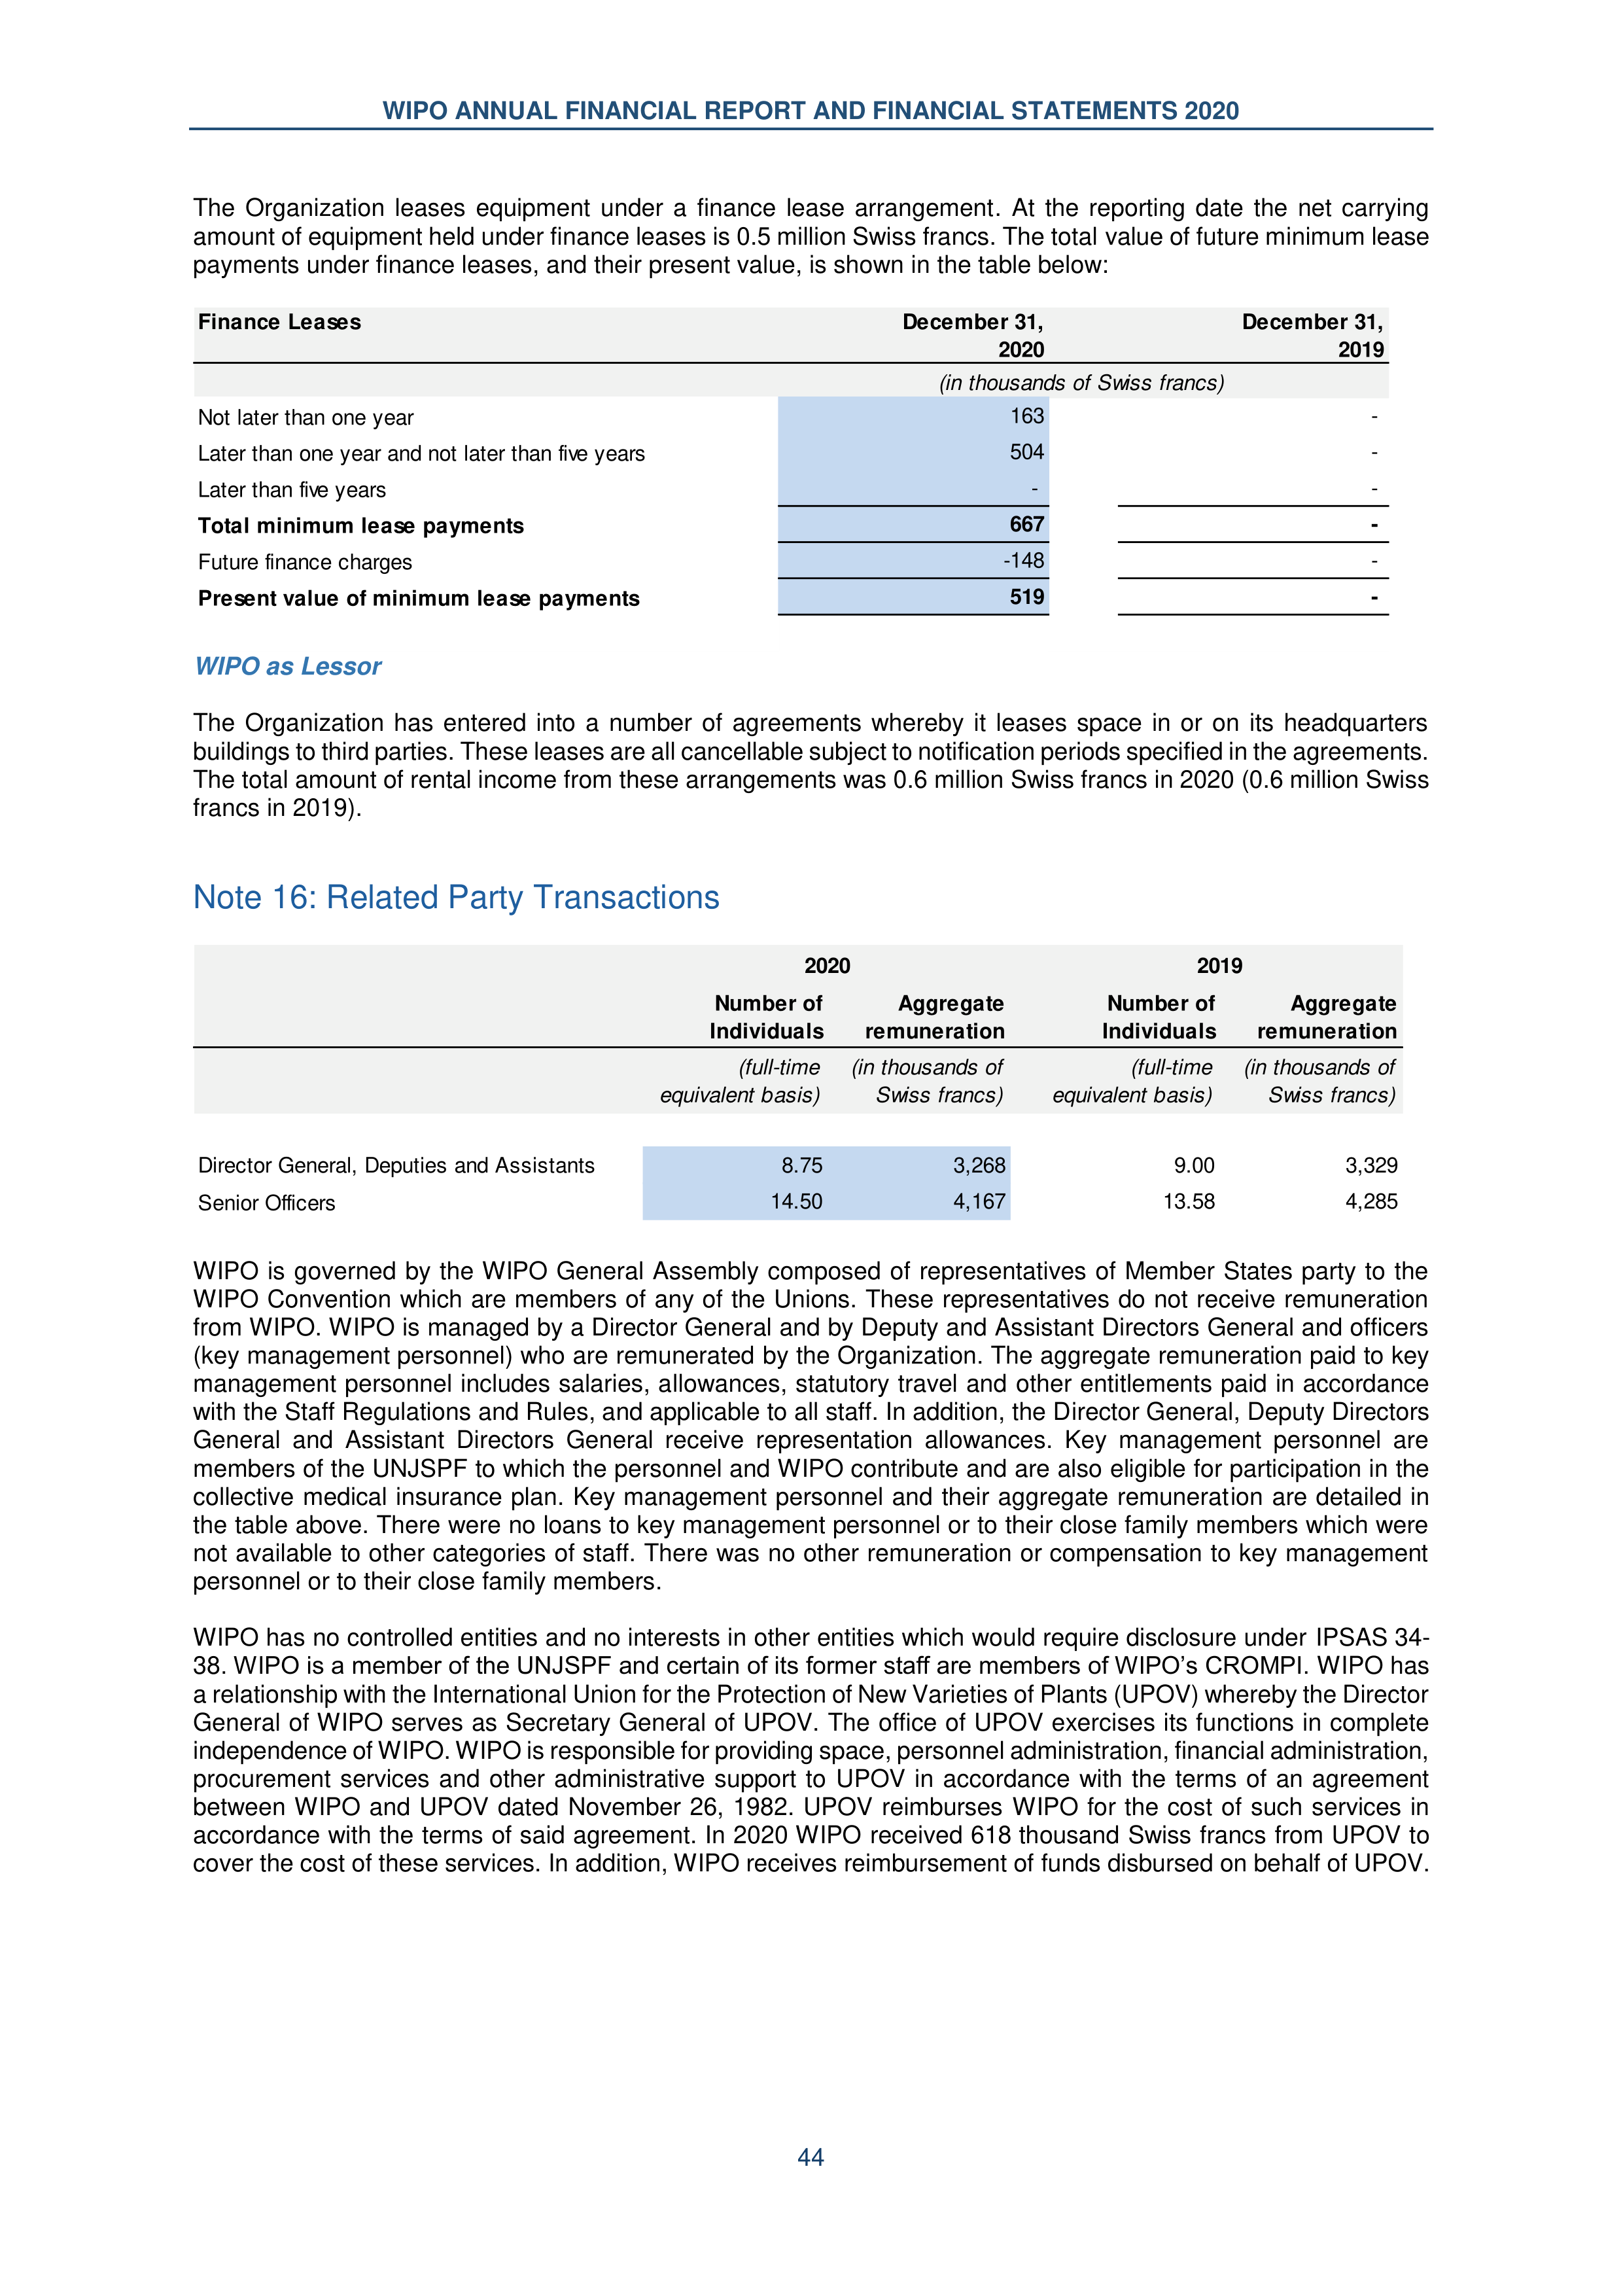 WIPO ANNUAL FINANCIAL REPORT AND FINANCIAL STATEMENTS 2020
The Organization leases equipment under a finance lease arrangement. At the reporting date the net carrying
amount of equipment held under finance leases is 0.5 million Swiss francs. The total value of future minimum lease
payments under finance leases, and their present value, is shown in the table below:
Finance Leases December 31, 2020 December 31, 2019
(in thousands of Swiss francs)
Not later than one year 163 -
Later than one year and not later than five years 504 -
Later than five years - -
Total minimum lease payments 667 -
Future finance charges -148 -
Present value of minimum lease payments 519 -
WIPO as Lessor
The Organization has entered into a number of agreements whereby it leases space in or on its headquarters
buildings to third parties. These leases are all cancellable subject to notification periods specified in the agreements.
The total amount of rental income from these arrangements was 0.6 million Swiss francs in 2020 (0.6 million Swiss
francs in 2019).
Note 16: Related Party Transactions
2020 2019
Number of Aggregate Number of Aggregate
Individuals remuneration Individuals remuneration
(full-time (in thousands of (full-time (in thousands of
equivalent basis) Swiss francs) equivalent basis) Swiss francs)
Director General, Deputies and Assistants 8.75 3,268 9.00 3,329
Senior Officers 14.50 4,167 13.58 4,285
WIPO is governed by the WIPO General Assembly composed of representatives of Member States party to the
WIPO Convention which are members of any of the Unions. These representatives do not receive remuneration
from WIPO. WIPO is managed by a Director General and by Deputy and Assistant Directors General and officers
(key management personnel) who are remunerated by the Organization. The aggregate remuneration paid to key
management personnel includes salaries, allowances, statutory travel and other entitlements paid in accordance
with the Staff Regulations and Rules, and applicable to all staff. In addition, the Director General, Deputy Directors
General and Assistant Directors General receive representation allowances. Key management personnel are
members of the UNJSPF to which the personnel and WIPO contribute and are also eligible for participation in the
collective medical insurance plan. Key management personnel and their aggregate remuneration are detailed in
the table above. There were no loans to key management personnel or to their close family members which were
not available to other categories of staff. There was no other remuneration or compensation to key management
personnel or to their close family members.
WIPO has no controlled entities and no interests in other entities which would require disclosure under IPSAS 34-
38. WIPO is a member of the UNJSPF and certain of its former staff are members of WIPO’s CROMPI. WIPO has
a relationship with the International Union for the Protection of New Varieties of Plants (UPOV) whereby the Director
General of WIPO serves as Secretary General of UPOV. The office of UPOV exercises its functions in complete
independence of WIPO. WIPO is responsible for providing space, personnel administration, financial administration,
procurement services and other administrative support to UPOV in accordance with the terms of an agreement
between WIPO and UPOV dated November 26, 1982. UPOV reimburses WIPO for the cost of such services in
accordance with the terms of said agreement. In 2020 WIPO received 618 thousand Swiss francs from UPOV to
cover the cost of these services. In addition, WIPO receives reimbursement of funds disbursed on behalf of UPOV.
44